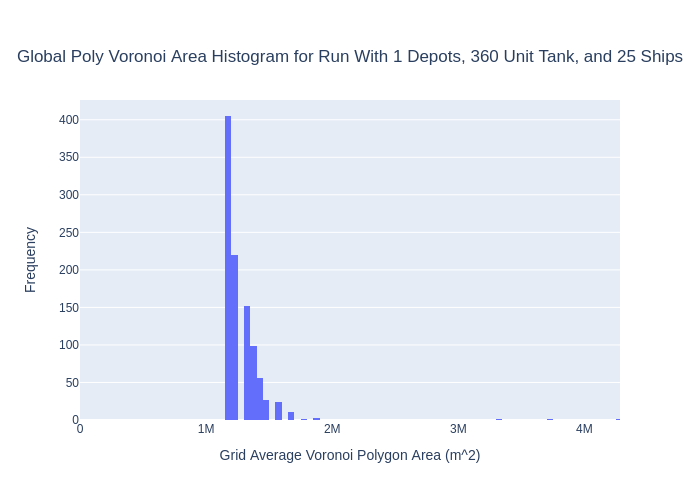 Global Poly Voronoi Area Histogram for Run With 1 Depots, 360 Unit Tank, and 25 Ships
400
350
300
250
200
150
100
50
0
0 1M 2M 3M 4M
Frequency
Grid Average Voronoi Polygon Area (m^2)